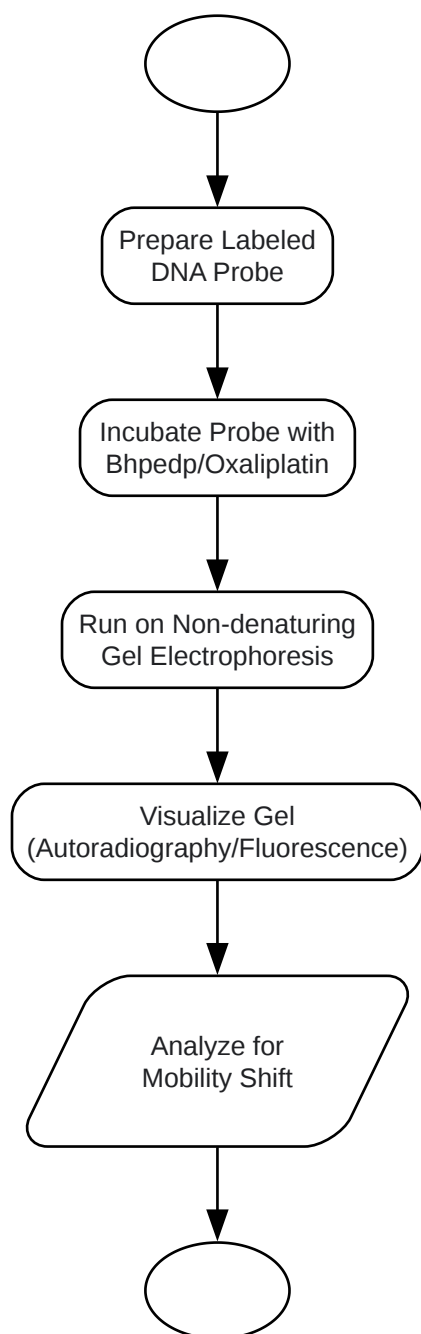 Prepare Labeled
DNA Probe
Incubate Probe with
Bhpedp/Oxaliplatin
Run on Non-denaturing
Gel Electrophoresis
Visualize Gel
(Autoradiography/Fluorescence)
Analyze for
Mobility Shift